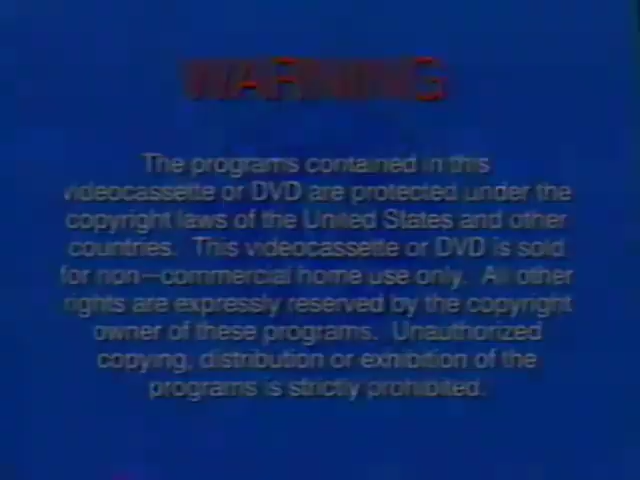 WARNING
The programs contained in this
videocassette or DVD are protected under the
copyright laws of the United States and other
countries. This videocassette or DVD is sold
for non-commercial home use only. All other
rights are expressly reserved by the copyright
owner of these programs. Unauthorized
copying, distribution or exhibition of the
programs is strictly prohibited.